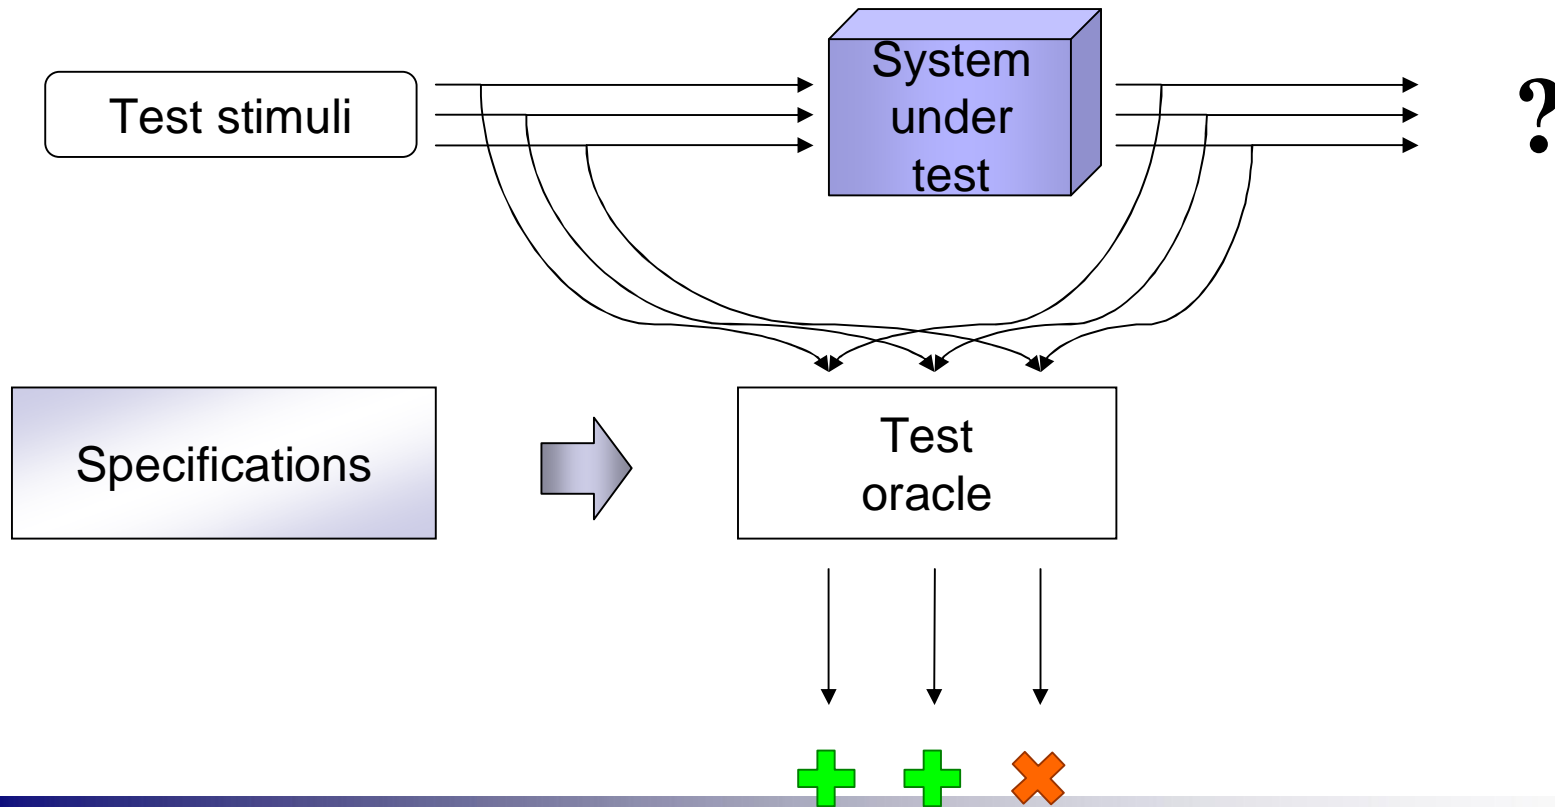 Test stimuli
System
under
test
?
Specifications
Test
oracle